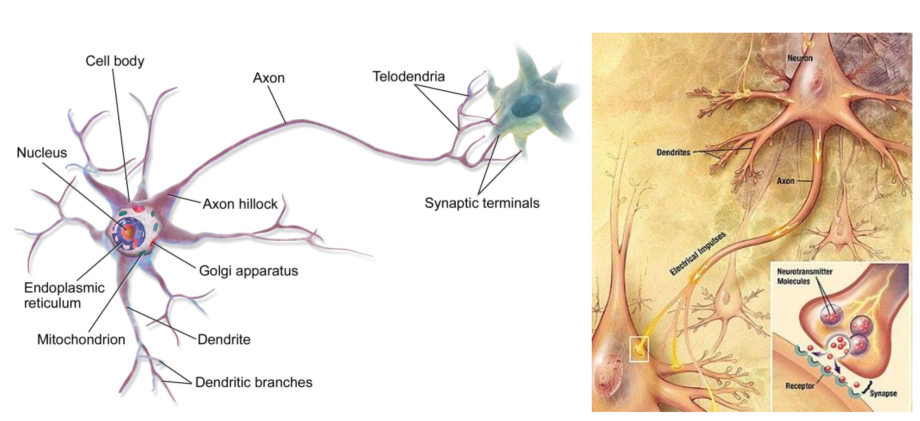 Cell body
Axon
Telodendria
Nucleus
Axon hillock
Synaptic terminals
Golgi apparatus
Endoplasmic
reticulum
Mitochondrion
Dendrite
Dendritic branches
Neuron
Dendrites
Axon
Electrical Impulses
Neurotransmitter
Molecules
Receptor
Synapse